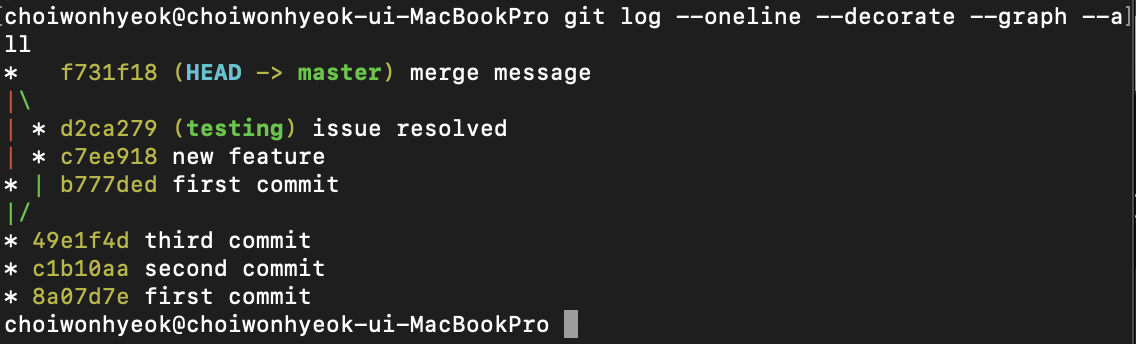 [choiwonhyeok@choiwonhyeok-ui-MacBookPro git log --oneline --decorate --graph --a]
ll
*   f731f18 (HEAD -> master) merge message
|\
| * d2ca279 (testing) issue resolved
| * c7ee918 new feature
* | b777ded first commit
|/
* 49e1f4d third commit
* c1b10aa second commit
* 8a07d7e first commit
choiwonhyeok@choiwonhyeok-ui-MacBookPro